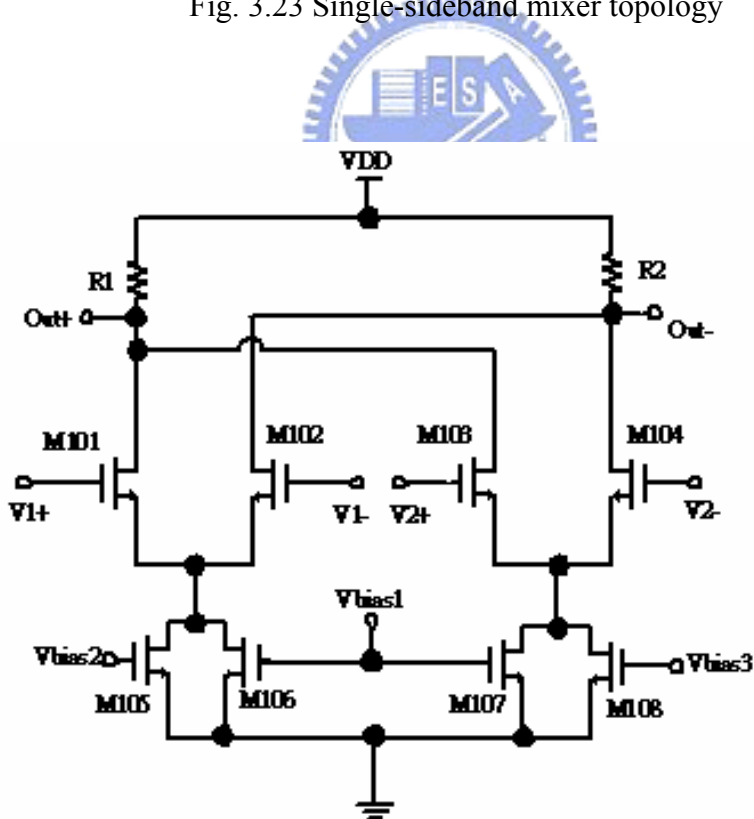 Fig. 3.23 Single-sideband mixer topology
E S A
VDD
R1
R2
Out+
Out-
M101
M102
M103
M104
V1+
V1-
V2+
V2-
Vbias1
Vbias2
Vbias3
M105
M106
M107
M108